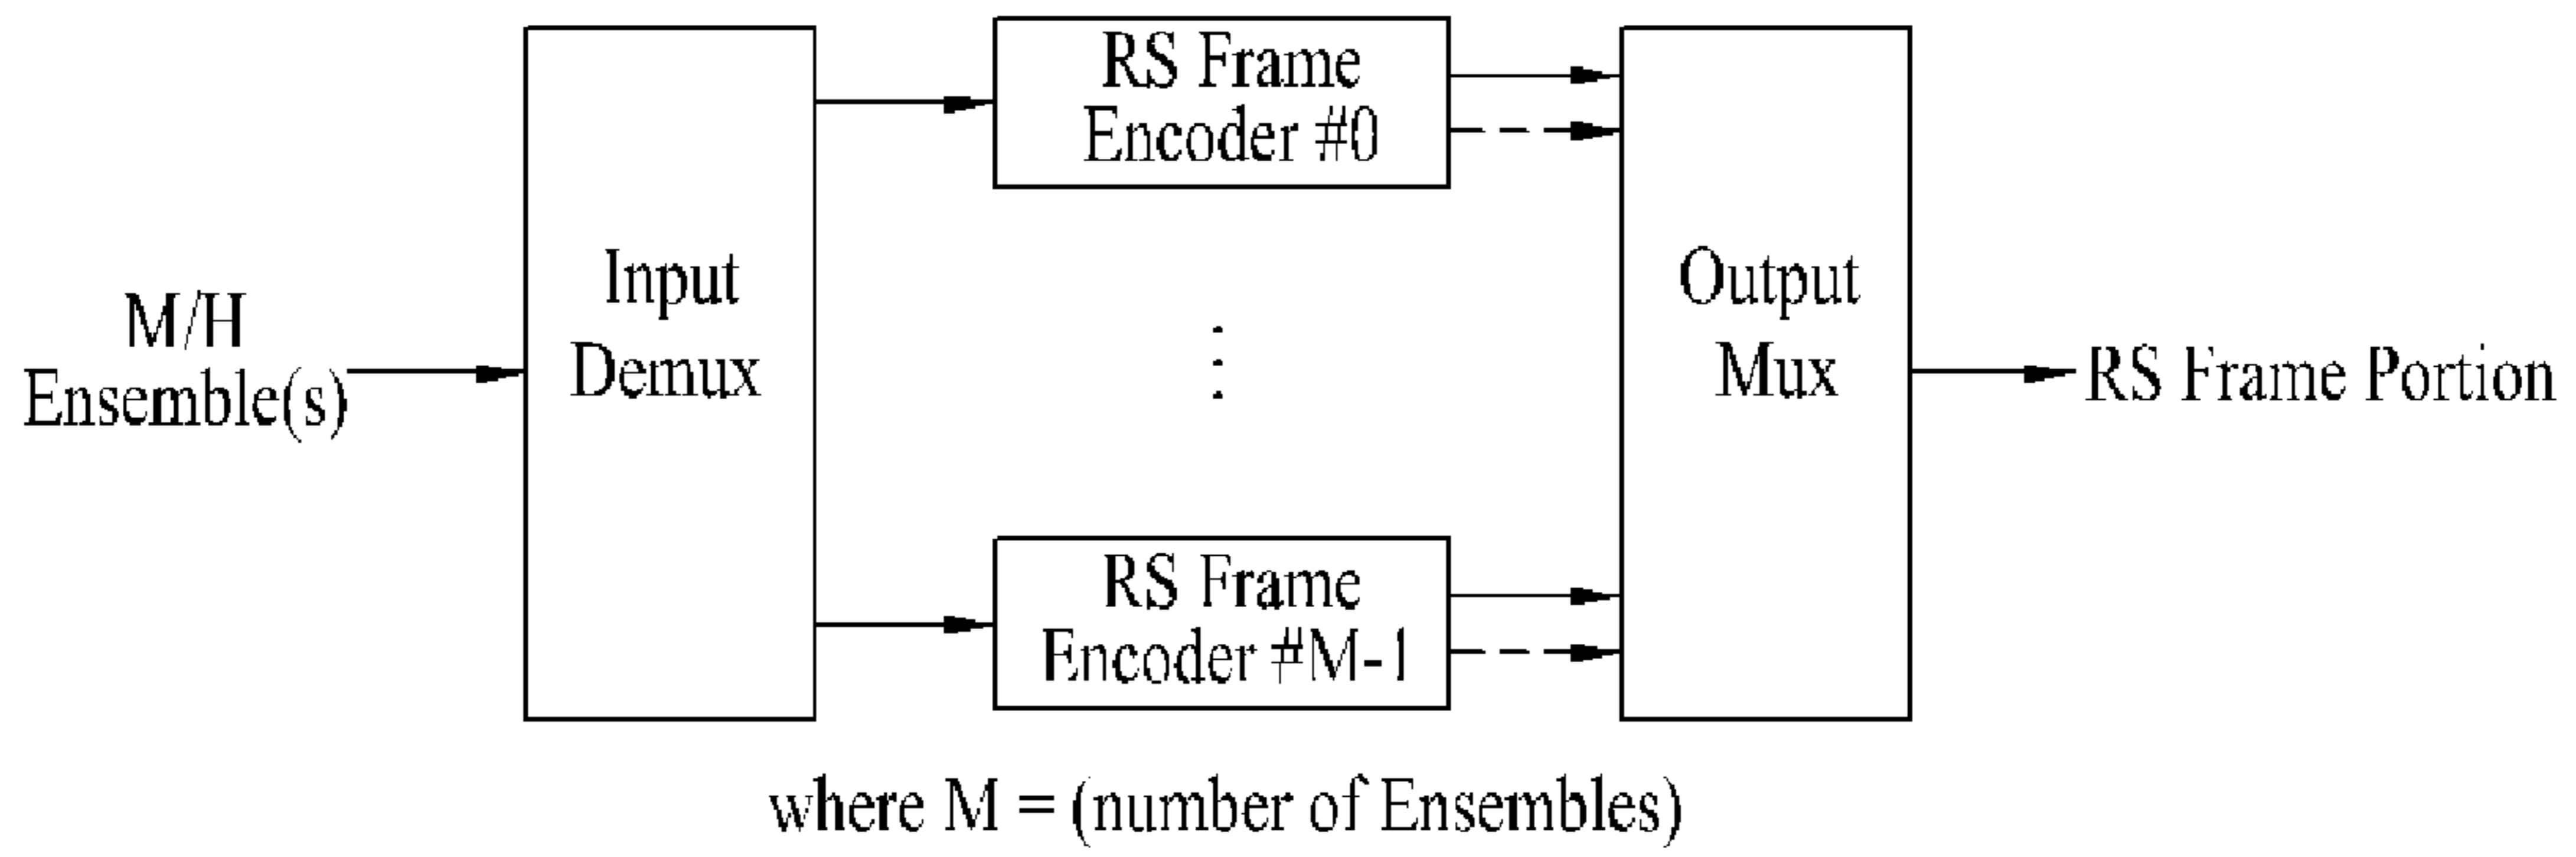 M/H
Ensemble(s)
Input
Demux
RS Frame
Encoder #0
RS Frame
Encoder #M-1
Output
Mux
RS Frame Portion
where M = (number of Ensembles)